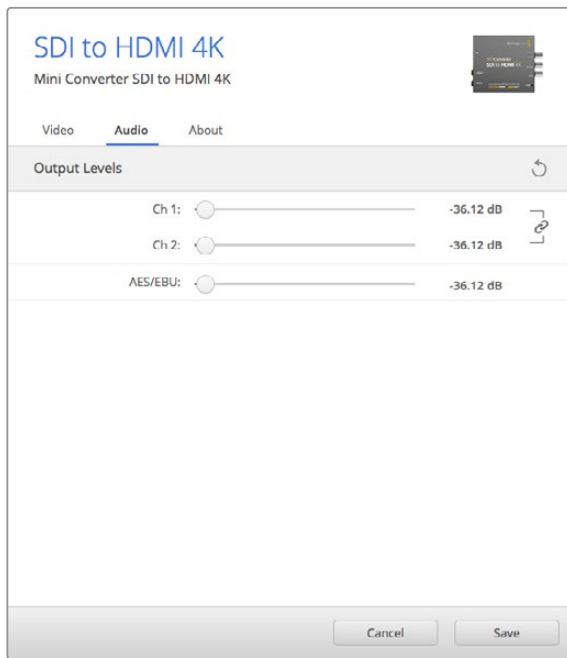 SDI to HDMI 4K
Mini Converter SDI to HDMI 4K
Video Audio About
Output Levels
Ch 1: -36.12 dB
Ch 2: -36.12 dB
AES/EBU: -36.12 dB
Cancel Save